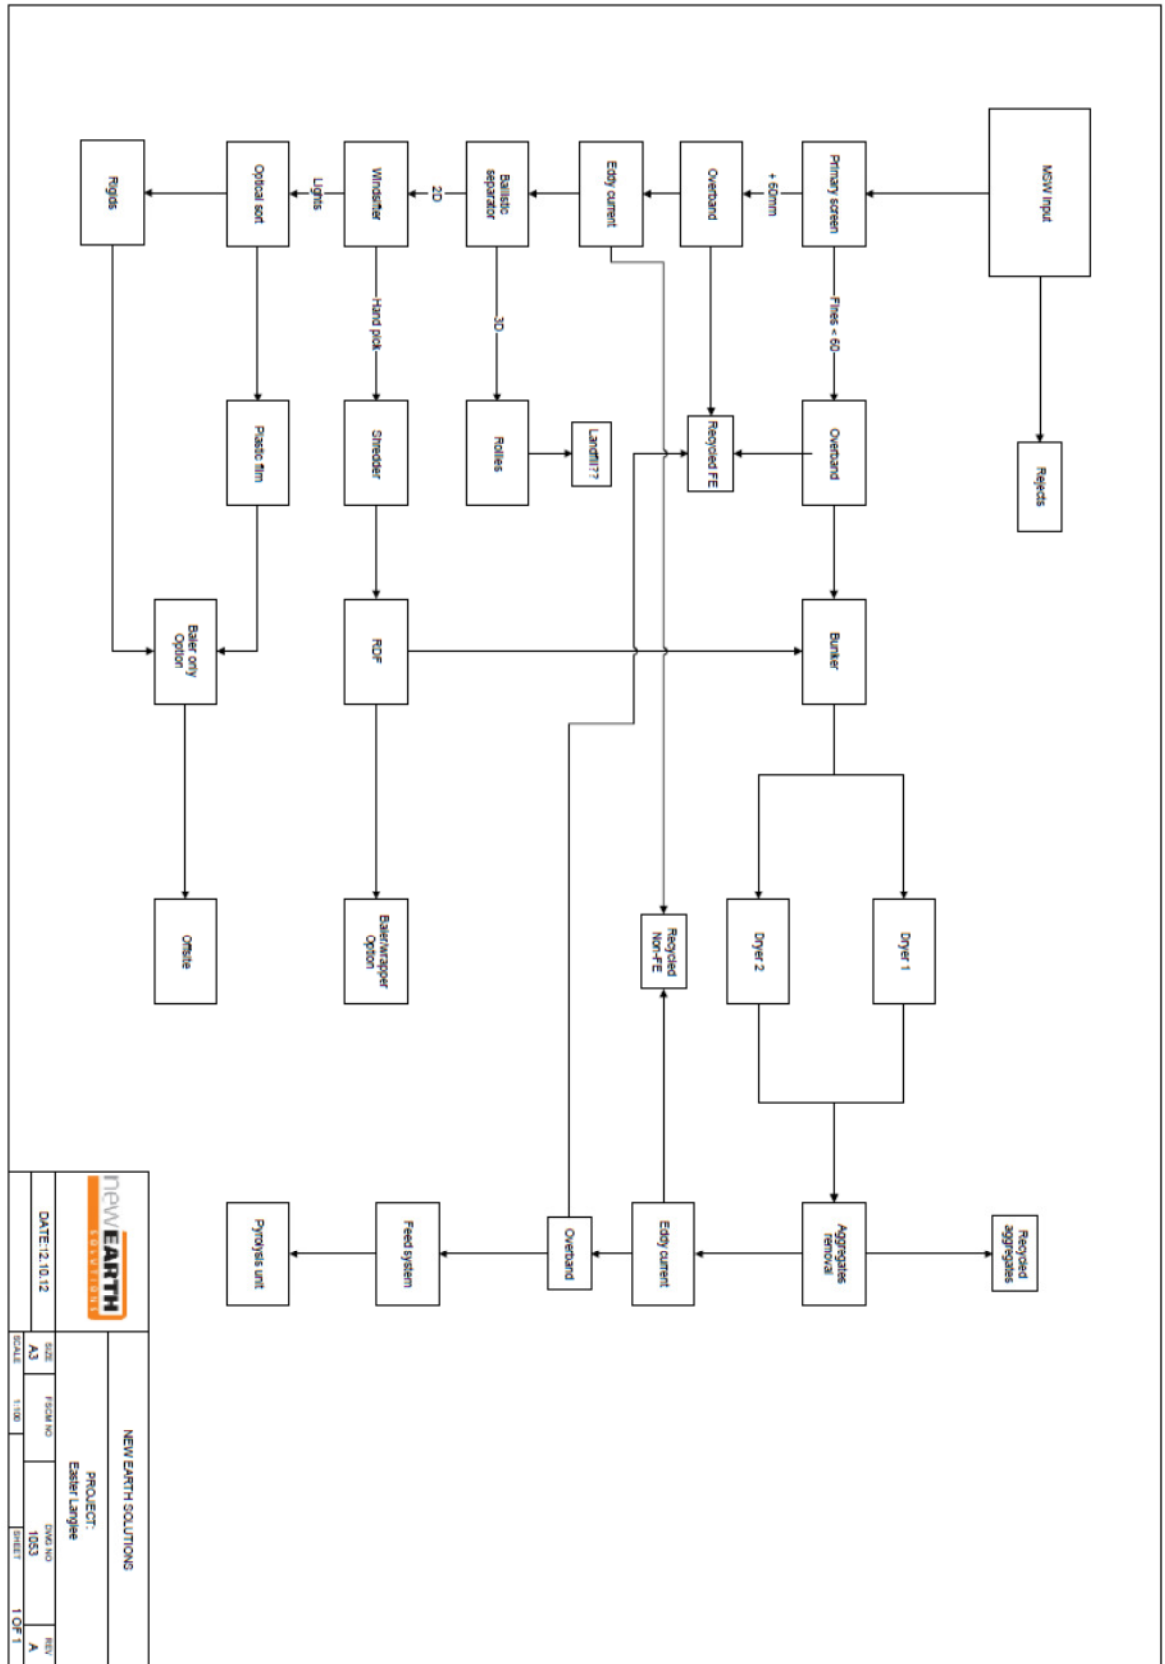 MSW Input
Rejects
Recycled
aggregates
Dryer 1
Primary screen
Fines < 60
Overband
Bunker
Aggregates
removal
+ 60mm
Dryer 2
Overband
Recycled FE
Recycled
Non-FE
Eddy current
Eddy current
Landfill??
Overband
Ballistic
separator
3D
Rollies
2D
Windsifter
Hand pick
Shredder
RDF
Baler/wrapper
Option
Feed system
Lights
Optical sort
Plastic film
Pyrolysis unit
Baler only
Option
Offsite
Rigids
newEARTH
SOLUTIONS
NEW EARTH SOLUTIONS
PROJECT:
Easter Langlee
DATE:12.10.12
SIZE
A3
FSCM NO
DWG NO
1053
REV
A
SCALE
1:100
SHEET
1 OF 1